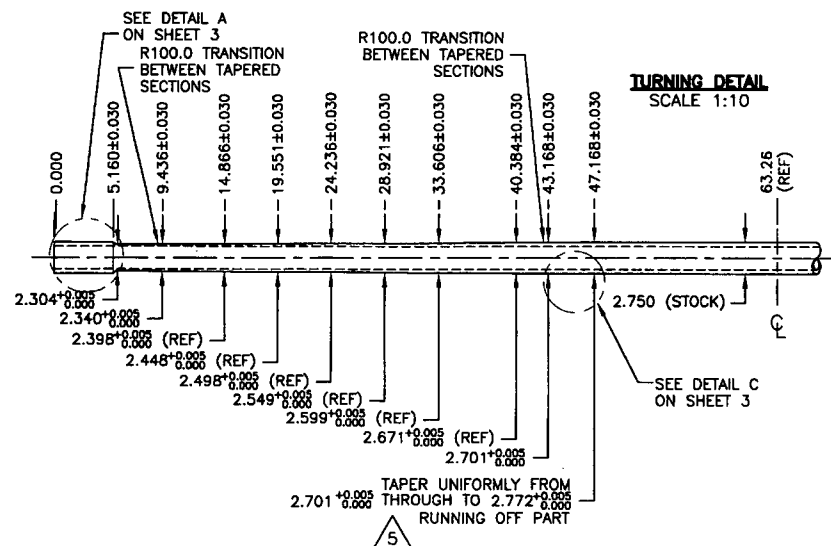 SEE DETAIL A
ON SHEET 3
R100.0 TRANSITION
BETWEEN TAPERED
SECTIONS
R100.0 TRANSITION
BETWEEN TAPERED
SECTIONS
TURNING DETAIL
SCALE 1:10
0.000
5.160±0.030
9.436±0.030
14.866±0.030
19.551±0.030
24.236±0.030
28.921±0.030
33.606±0.030
40.384±0.030
43.168±0.030
47.168±0.030
63.26
(REF)
2.304+0.005 0.000
2.340+0.005 0.000
2.398+0.005 0.000 (REF)
2.448+0.005 0.000 (REF)
2.498+0.005 0.000 (REF)
2.549+0.005 0.000 (REF)
2.599+0.005 0.000 (REF)
2.671+0.005 0.000 (REF)
2.701+0.005 0.000
2.750 (STOCK)
℄
SEE DETAIL C
ON SHEET 3
TAPER UNIFORMLY FROM
2.701 +0.005 0.000 THROUGH TO 2.772+0.005 0.000
RUNNING OFF PART
5